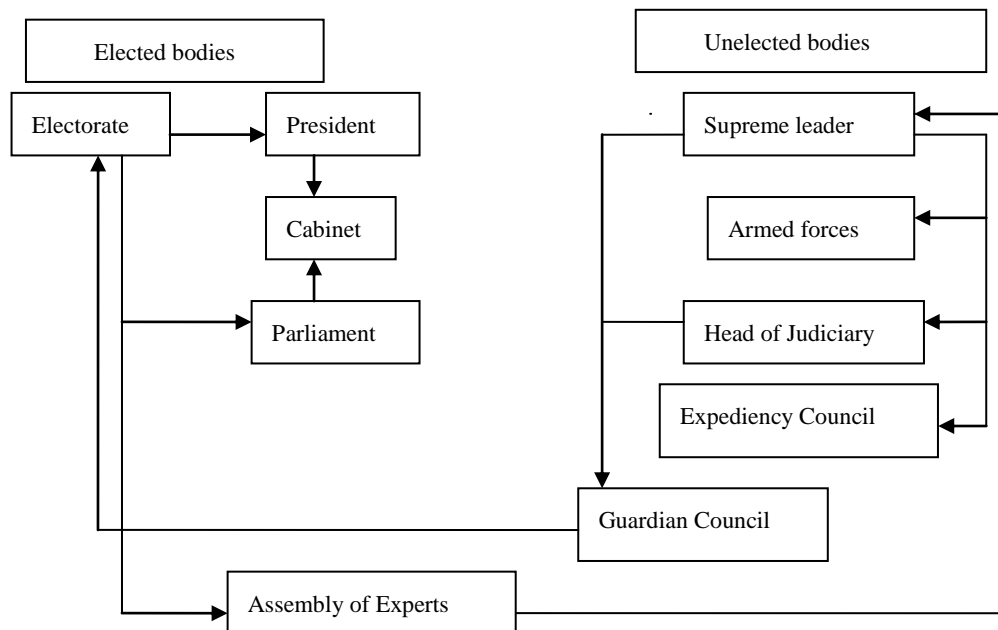 Elected bodies
Unelected bodies
Electorate
President
Supreme leader
Cabinet
Armed forces
Parliament
Head of Judiciary
Expediency Council
Guardian Council
Assembly of Experts